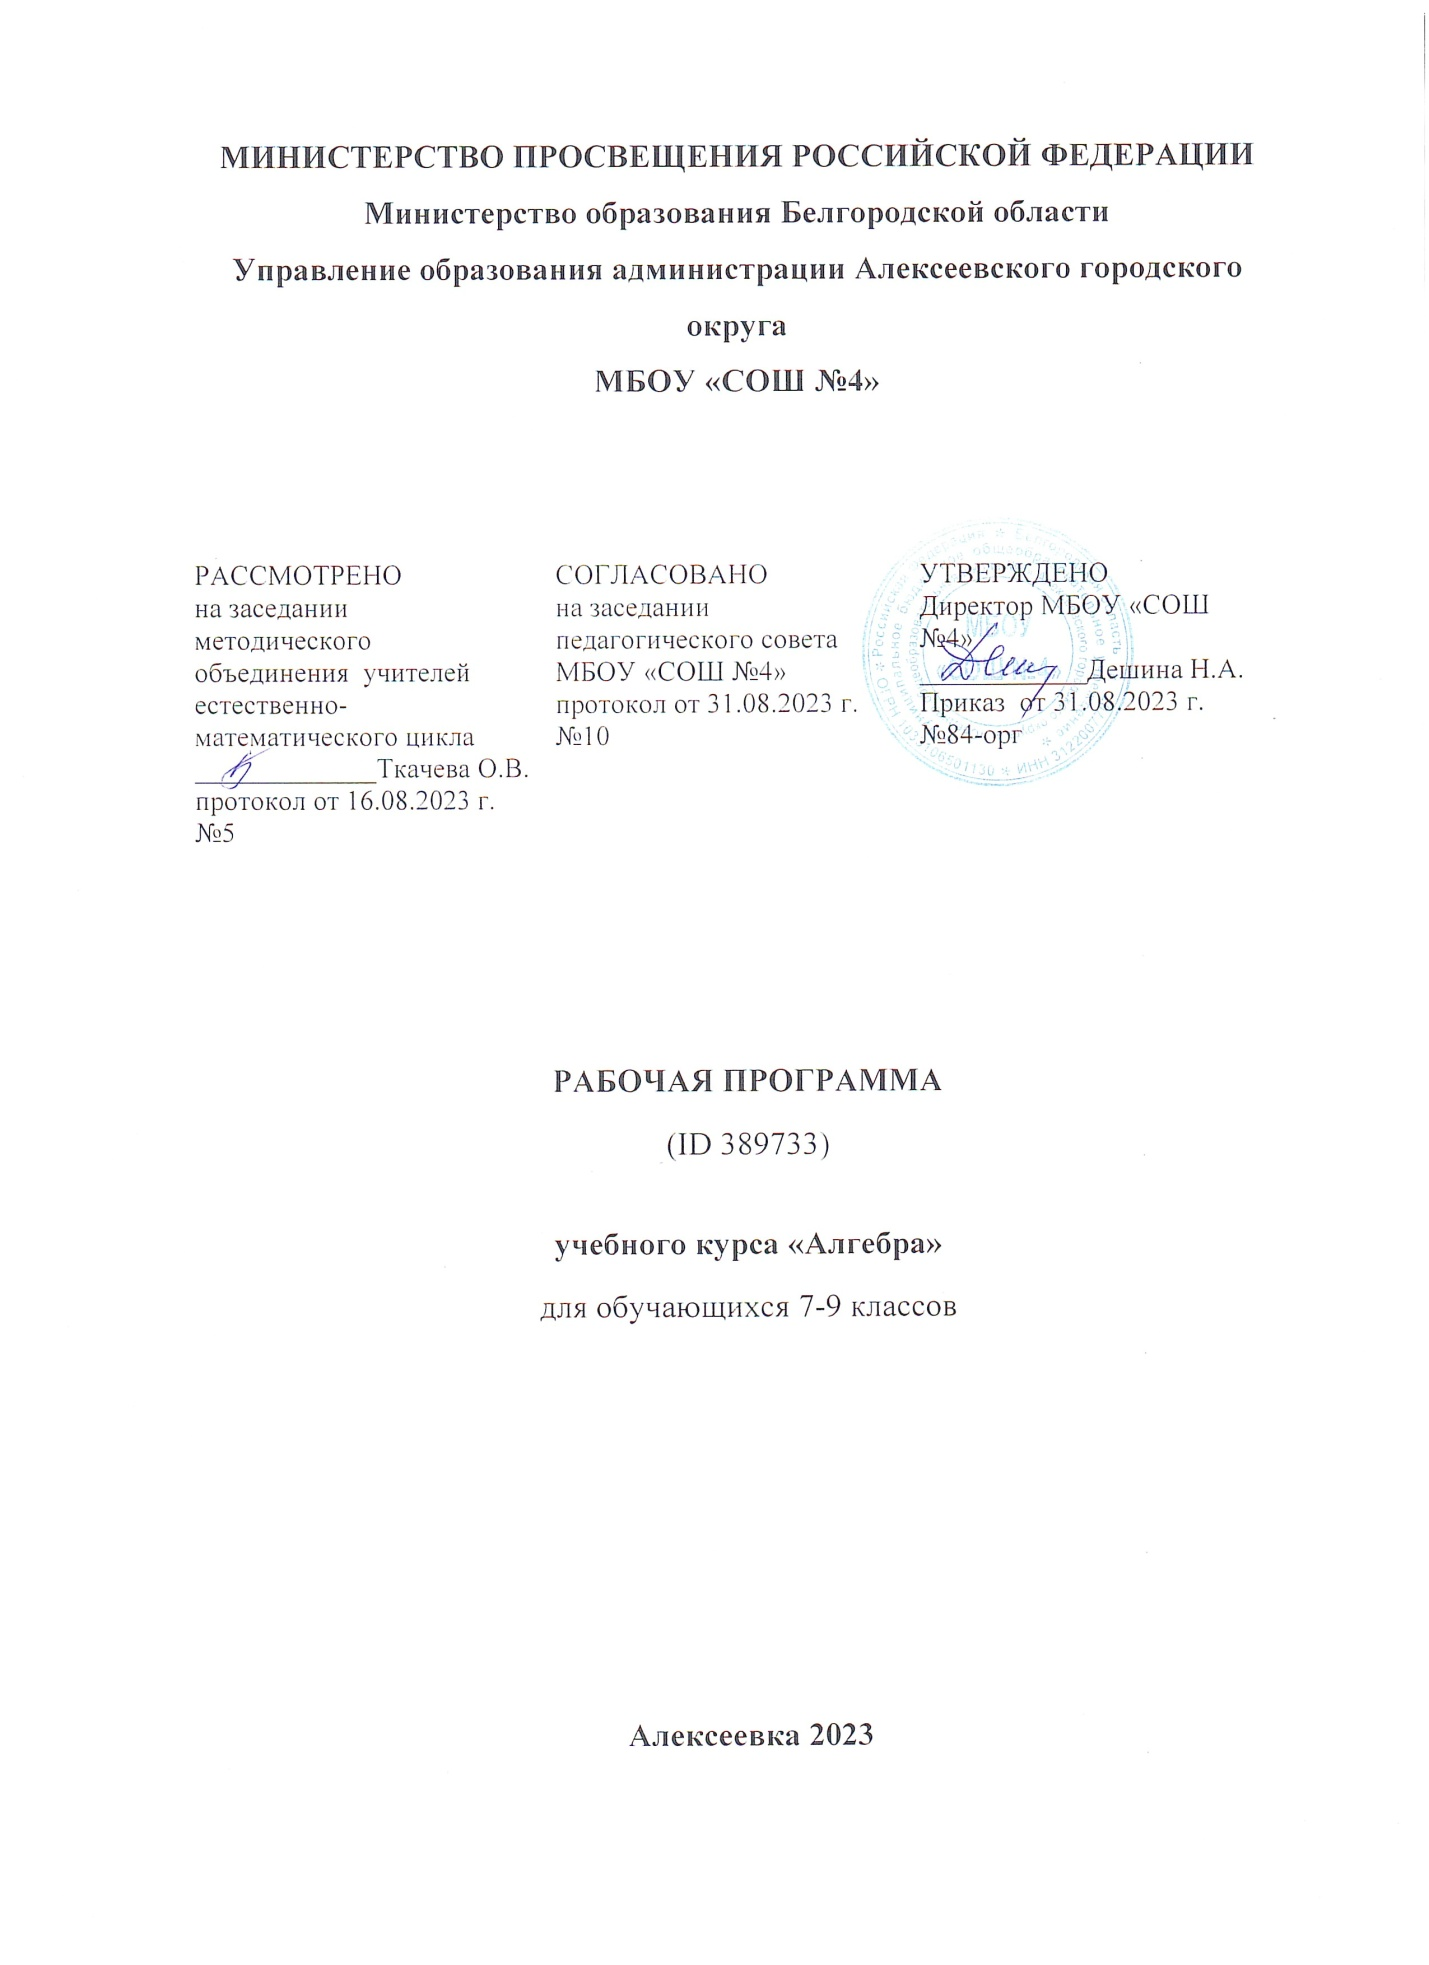 МИНИСТЕРСТВО ПРОСВЕЩЕНИЯ РОССИЙСКОЙ ФЕДЕРАЦИИ
Министерство образования Белгородской области
Управление образования администрации Алексеевского городского
округа
МБОУ «СОШ №4»
РАССМОТРЕНО
на заседании
методического
объединения учителей
естественно-
математического цикла
Ткачева О.В.
протокол от 16.08.2023 г.
№5
СОГЛАСОВАНО
на заседании
педагогического совета
МБОУ «СОШ №4»
протокол от 31.08.2023 г.
№10
УТВЕРЖДЕНО
Директор МБОУ «СОШ
№4»
Дешина Н.А.
Приказ от 31.08.2023 г.
№84-орг
МБОУ
РАБОЧАЯ ПРОГРАММА
(ID 389733)
учебного курса «Алгебра»
для обучающихся 7-9 классов
Алексеевка 2023